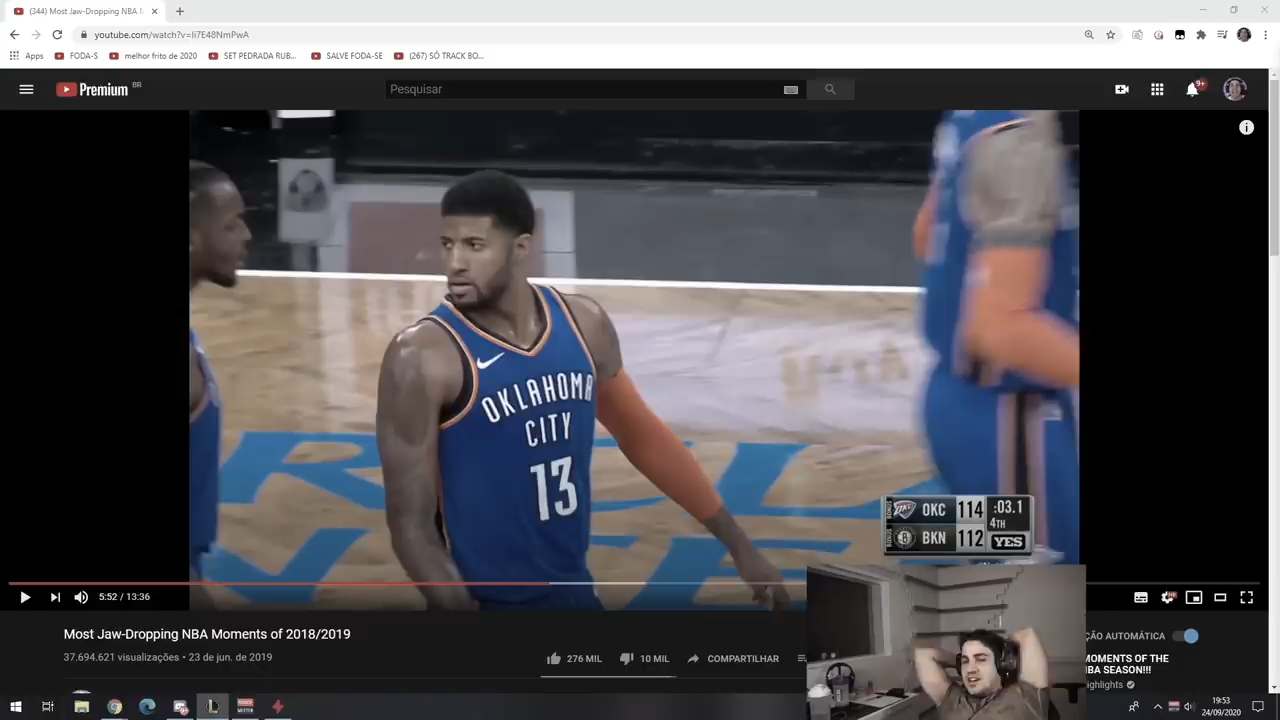 (344) Most Jaw-Dropping NBA
youtube.com/watch?v=Ii7E48NmPwA
Apps FODA-S melhor frito de 2020 SET PEDRADA RUB... SALVE FODA-SE (267) SÓ TRACK BO...
Premium BR
Pesquisar
9+
OKLAHOMA
CITY
13
BONUS OKC 114 :03.1
4TH
BONUS BKN 112 YES
5:52 / 13:36
Most Jaw-Dropping NBA Moments of 2018/2019
37.694.621 visualizações • 23 de jun. de 2019
276 MIL 10 MIL COMPARTILHAR
ÇÃO AUTOMÁTICA
MOMENTS OF THE
BA SEASON!!!
ghlights
19:53
24/09/2020